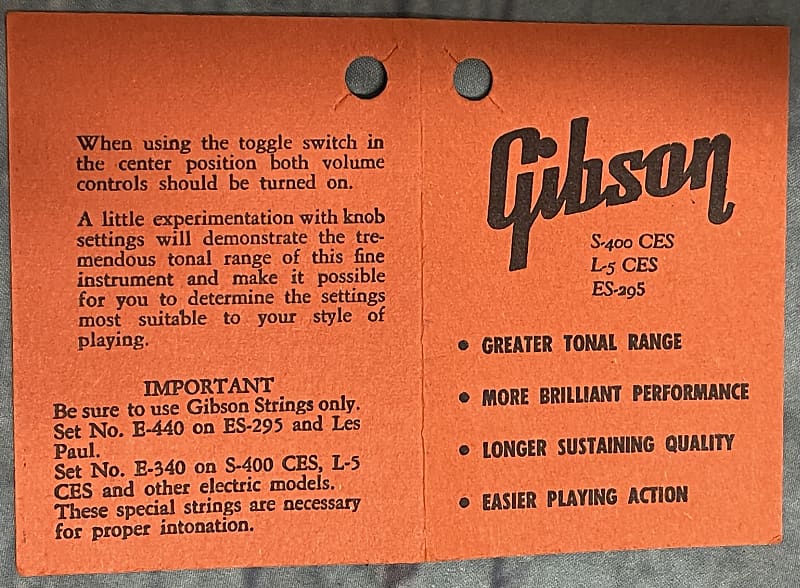 When using the toggle switch in
the center position both volume
controls should be turned on.
A little experimentation with knob
settings will demonstrate the tre-
mendous tonal range of this fine
instrument and make it possible
for you to determine the settings
most suitable to your style of
playing.
IMPORTANT
Be sure to use Gibson Strings only.
Set No. E-440 on ES-295 and Les
Paul.
Set No. E-340 on S-400 CES, L-5
CES and other electric models.
These special strings are necessary
for proper intonation.
Gibson
S-400 CES
L-5 CES
ES-295
• GREATER TONAL RANGE
• MORE BRILLIANT PERFORMANCE
• LONGER SUSTAINING QUALITY
• EASIER PLAYING ACTION